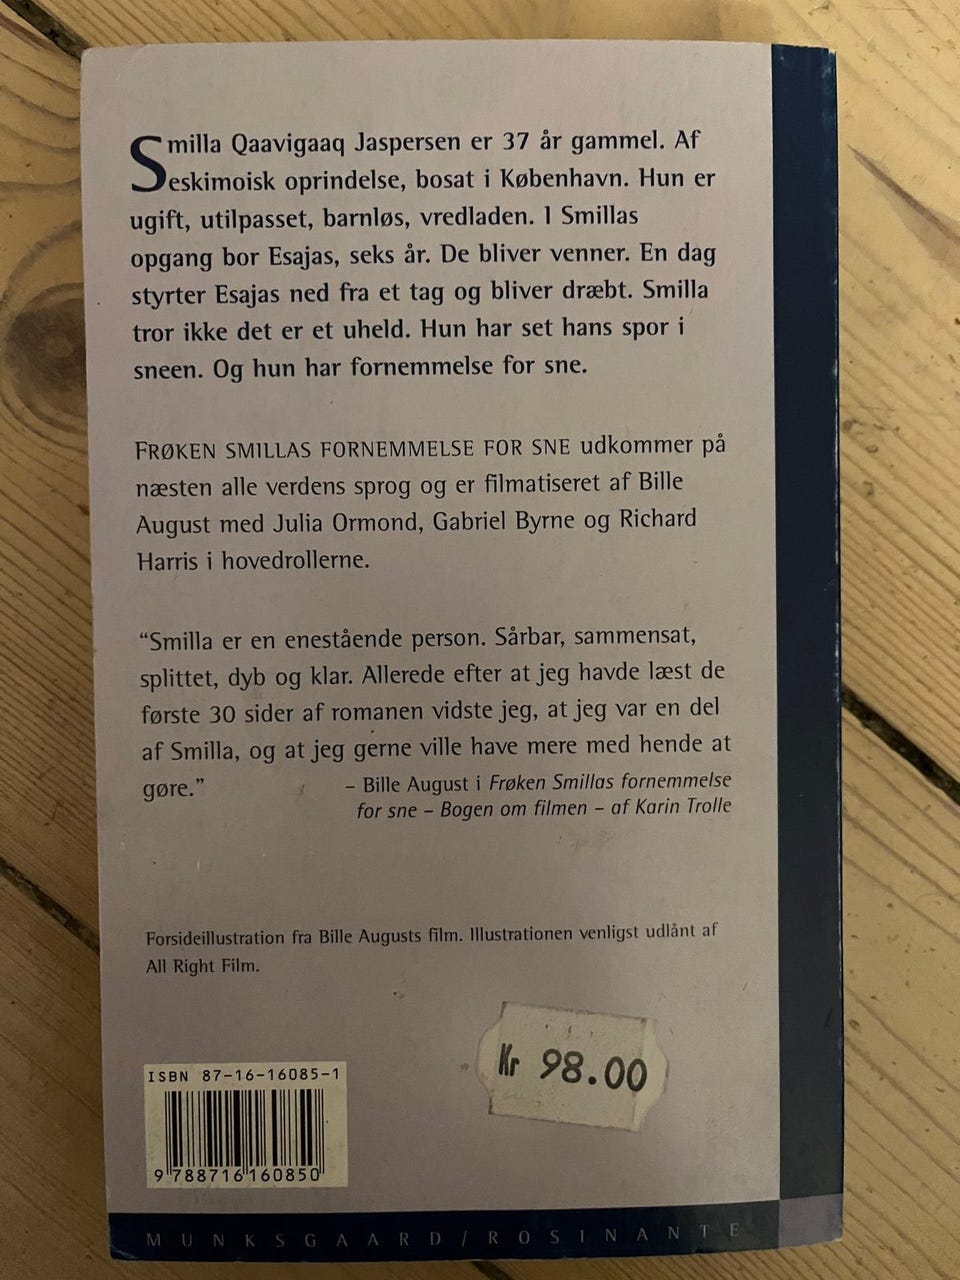 Smilla Qaavigaaq Jaspersen er 37 år gammel. Af
eskimoisk oprindelse, bosat i København. Hun er
ugift, utilpasset, barnløs, vredladen. I Smillas
opgang bor Esajas, seks år. De bliver venner. En dag
styrter Esajas ned fra et tag og bliver dræbt. Smilla
tror ikke det er et uheld. Hun har set hans spor i
sneen. Og hun har fornemmelse for sne.
FRØKEN SMILLAS FORNEMMELSE FOR SNE udkommer på
næsten alle verdens sprog og er filmatiseret af Bille
August med Julia Ormond, Gabriel Byrne og Richard
Harris i hovedrollerne.
“Smilla er en enestående person. Sårbar, sammensat,
splittet, dyb og klar. Allerede efter at jeg havde læst de
første 30 sider af romanen vidste jeg, at jeg var en del
af Smilla, og at jeg gerne ville have mere med hende at
gøre.”
– Bille August i Frøken Smillas fornemmelse
for sne – Bogen om filmen – af Karin Trolle
Forsideillustration fra Bille Augusts film. Illustrationen venligst udlånt af
All Right Film.
Kr 98.00
ISBN 87-16-16085-1
9 788716 160850
MUNKSGAARD/ROSINANTE